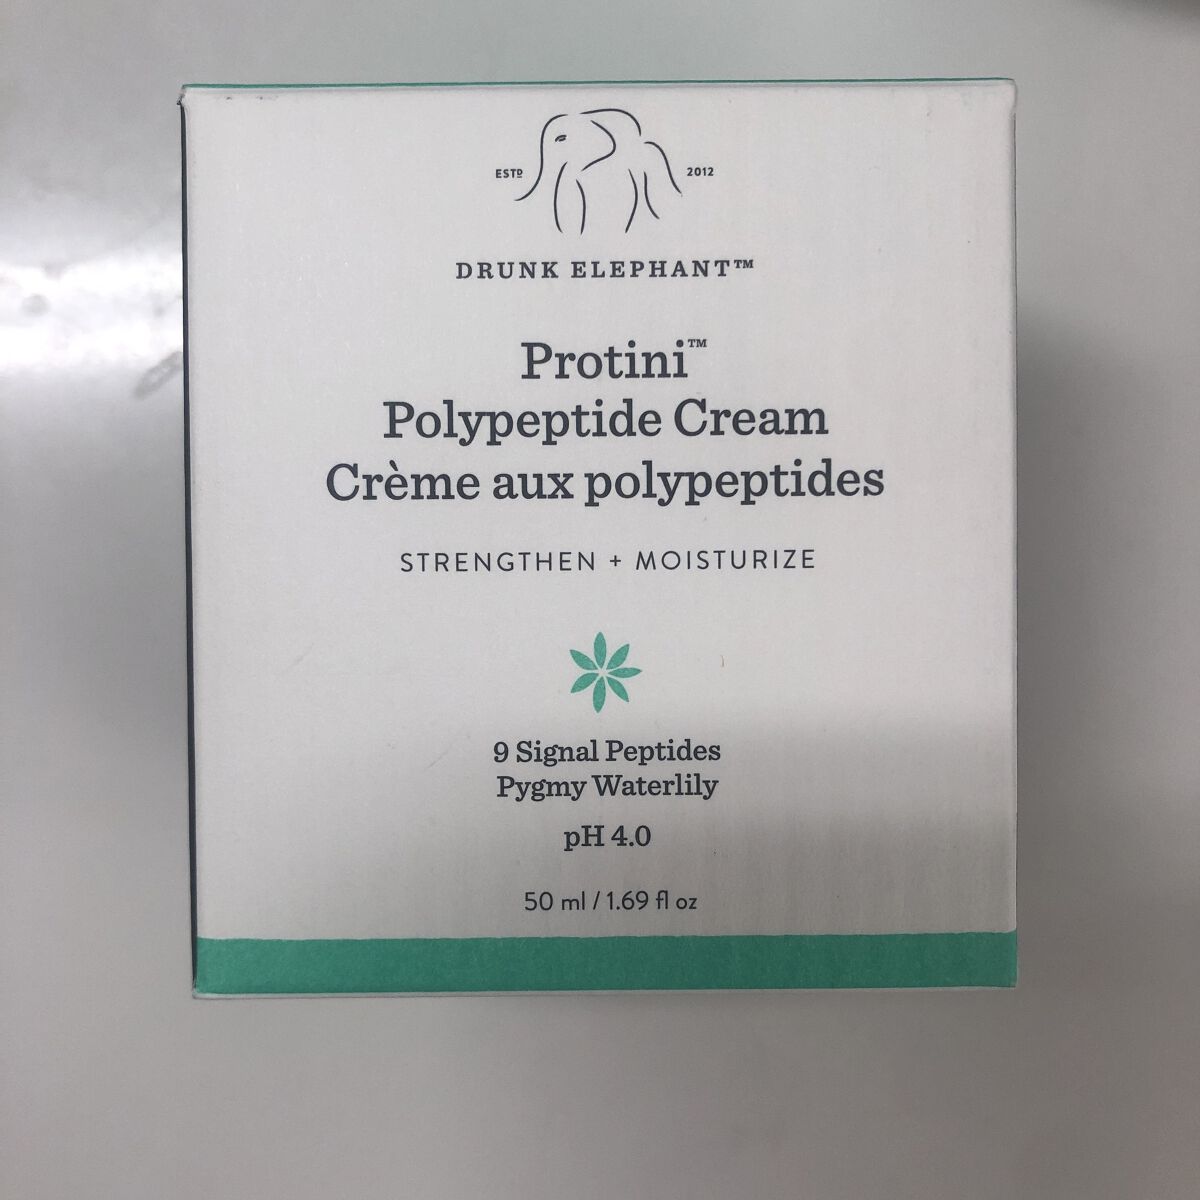 ESTD 2012
DRUNK ELEPHANT™
Protini™
Polypeptide Cream
Crème aux polypeptides
STRENGTHEN + MOISTURIZE
9 Signal Peptides
Pygmy Waterlily
pH 4.0
50 ml / 1.69 fl oz